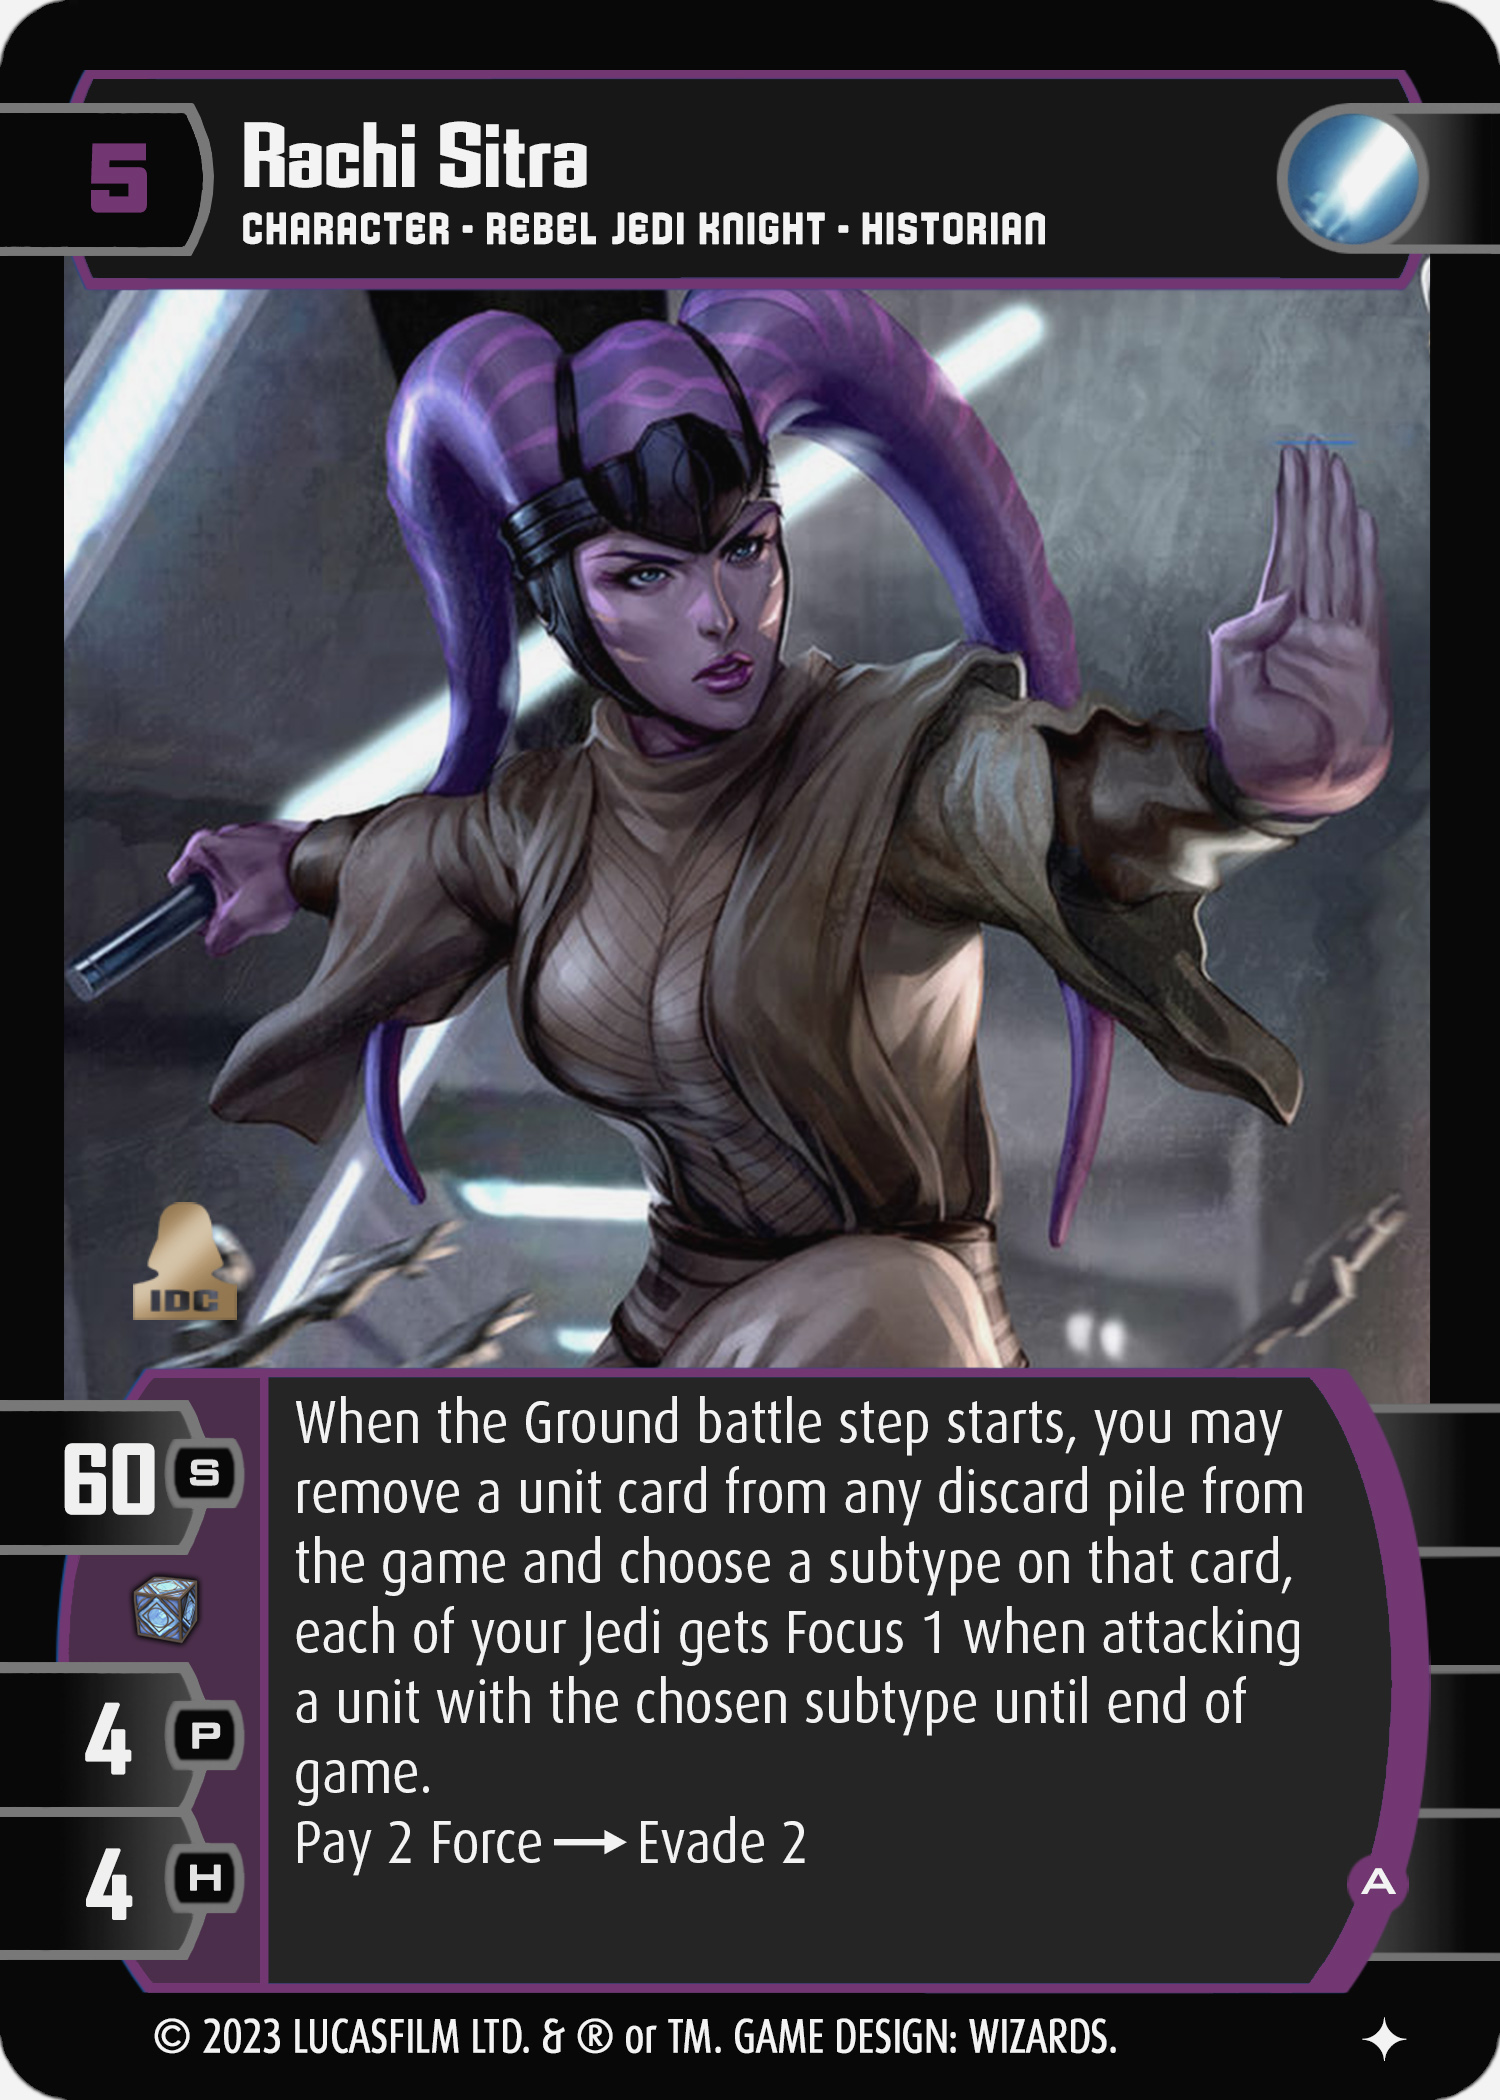 5
Rachi Sitra
CHARACTER - REBEL JEDI KNIGHT - HISTORIAN
IDC
60 S
4 P
4 H
When the Ground battle step starts, you may
remove a unit card from any discard pile from
the game and choose a subtype on that card,
each of your Jedi gets Focus 1 when attacking
a unit with the chosen subtype until end of
game.
Pay 2 Force → Evade 2
A
© 2023 LUCASFILM LTD. & ® or TM. GAME DESIGN: WIZARDS.